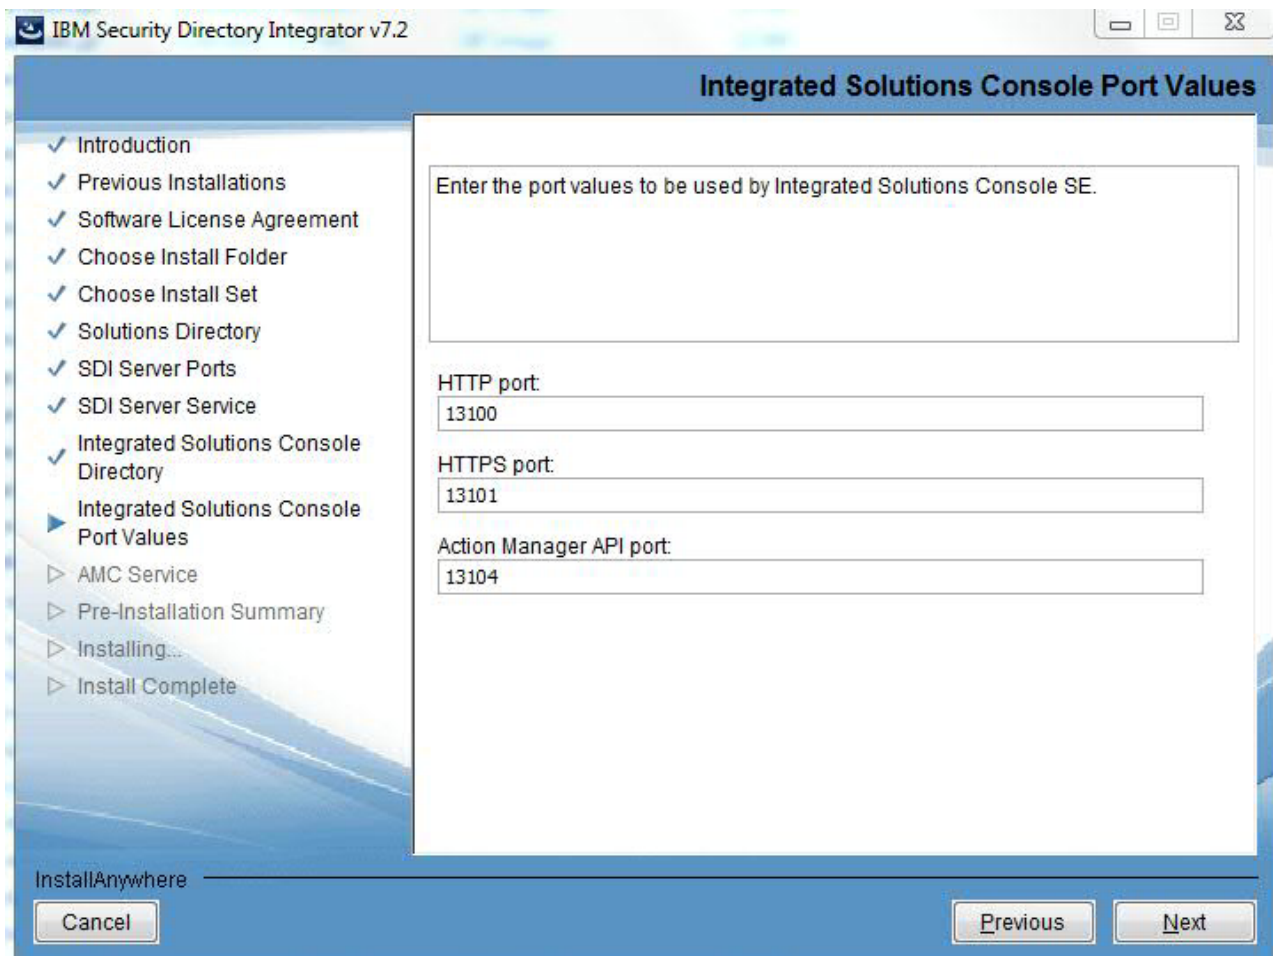 IBM Security Directory Integrator v7.2
Integrated Solutions Console Port Values
Introduction
Previous Installations
Software License Agreement
Choose Install Folder
Choose Install Set
Solutions Directory
SDI Server Ports
SDI Server Service
Integrated Solutions Console
Directory
Integrated Solutions Console
Port Values
AMC Service
Pre-Installation Summary
Installing...
Install Complete
Enter the port values to be used by Integrated Solutions Console SE.
HTTP port:
13100
HTTPS port:
13101
Action Manager API port:
13104
InstallAnywhere
Cancel
Previous
Next